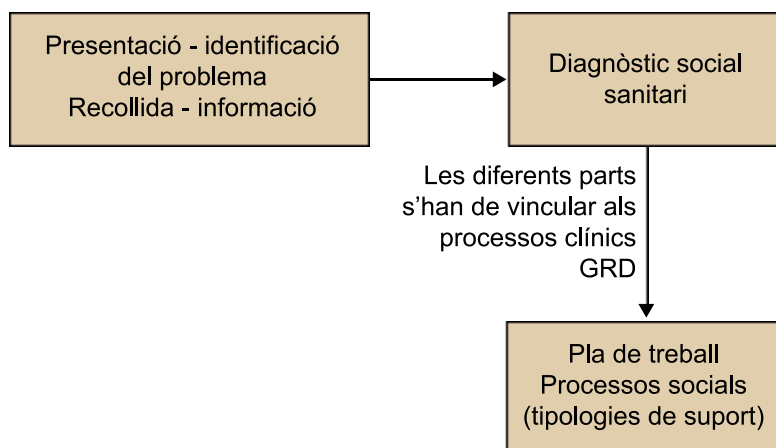 Presentació - identificació
del problema
Recollida - informació
Diagnòstic social
sanitari
Les diferents parts
s'han de vincular als
processos clínics
GRD
Pla de treball
Processos socials
(tipologies de suport)